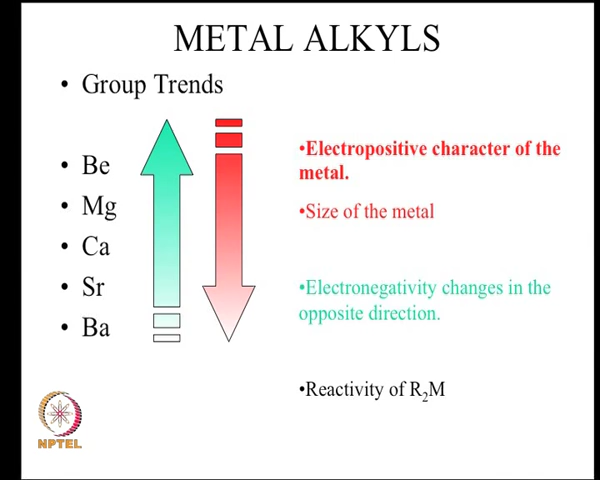 METAL ALKYLS
• Group Trends
• Be
• Mg
• Ca
• Sr
• Ba
•Electropositive character of the
metal.
•Size of the metal
•Electronegativity changes in the
opposite direction.
•Reactivity of R₂M
NPTEL